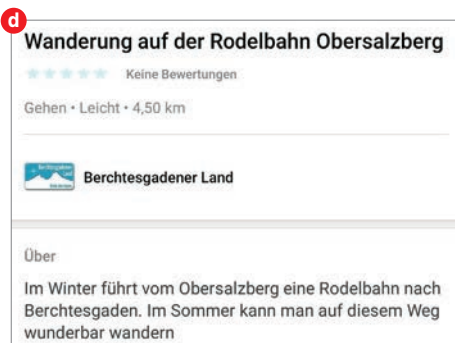 d
Wanderung auf der Rodelbahn Obersalzberg
Keine Bewertungen
Gehen • Leicht • 4,50 km
Berchtesgadener Land
Über
Im Winter führt vom Obersalzberg eine Rodelbahn nach
Berchtesgaden. Im Sommer kann man auf diesem Weg
wunderbar wandern